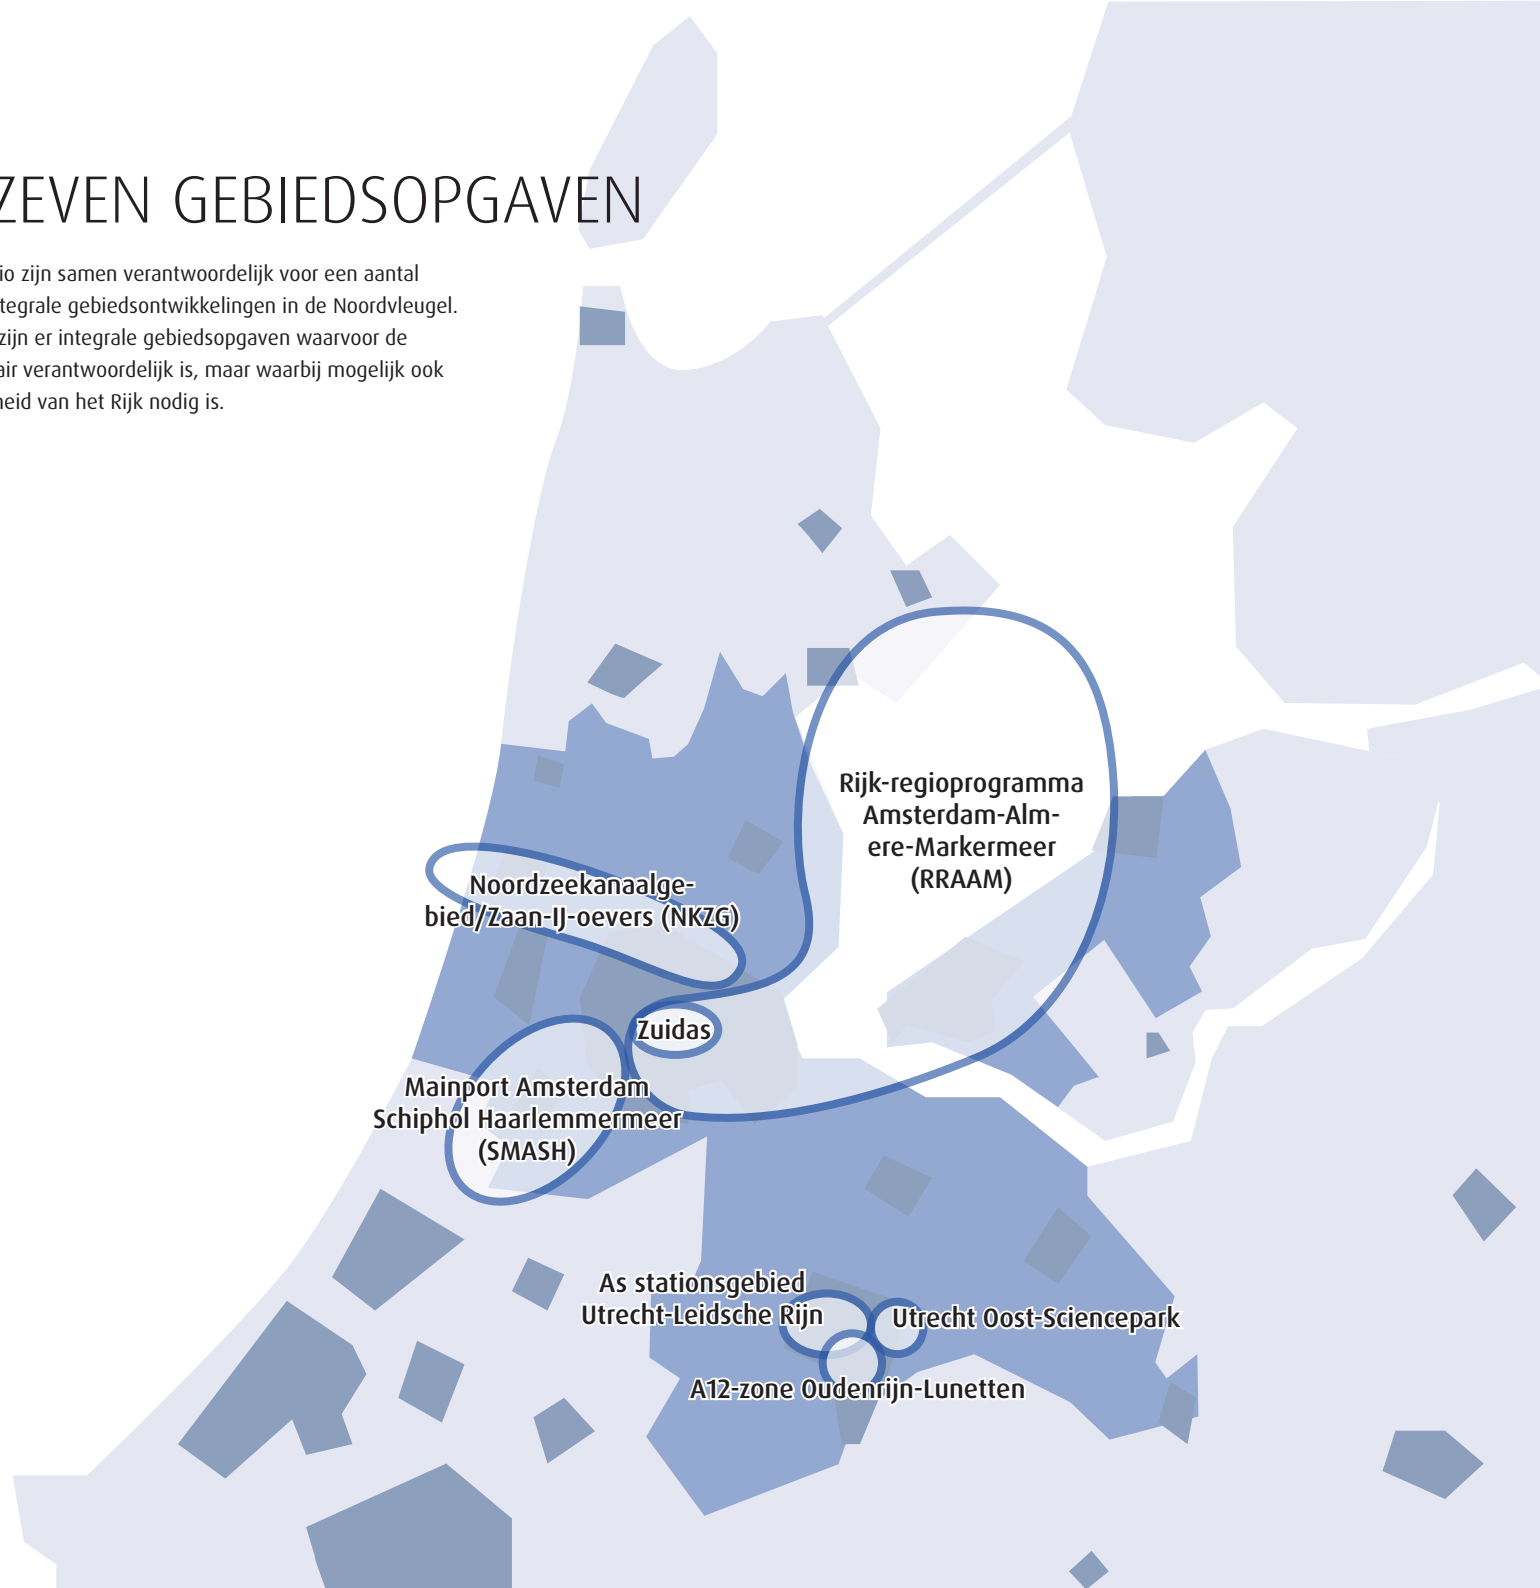 ZEVEN GEBIEDSOPGAVEN
io zijn samen verantwoordelijk voor een aantal
tegrale gebiedsontwikkelingen in de Noordvleugel.
zijn er integrale gebiedsopgaven waarvoor de
air verantwoordelijk is, maar waarbij mogelijk ook
heid van het Rijk nodig is.
Rijk-regioprogramma
Amsterdam-Alm-
ere-Markermeer
(RRAAM)
Noordzeekanaalge-
bied/Zaan-IJ-oevers (NKZG)
Zuidas
Mainport Amsterdam
Schiphol Haarlemmermeer
(SMASH)
As stationsgebied
Utrecht-Leidsche Rijn
Utrecht Oost-Sciencepark
A12-zone Oudenrijn-Lunetten